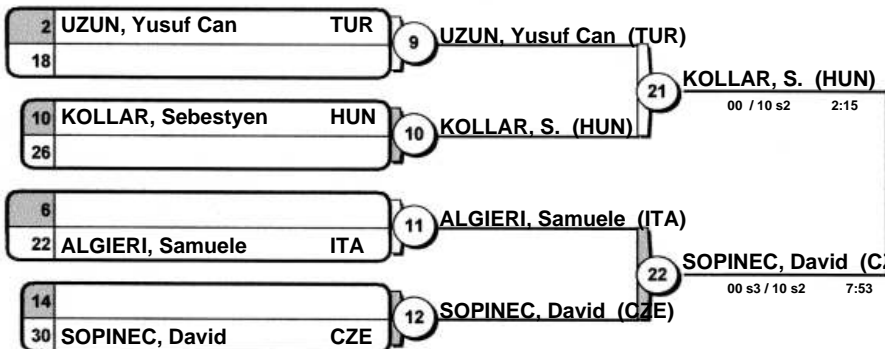 2 UZUN, Yusuf Can TUR
18
9
UZUN, Yusuf Can (TUR)
10 KOLLAR, Sebestyen HUN
26
10
KOLLAR, S. (HUN)
21
KOLLAR, S. (HUN)
00 / 10 s2 2:15
6
22 ALGIERI, Samuele ITA
11
ALGIERI, Samuele (ITA)
14
30 SOPINEC, David CZE
12
SOPINEC, David (CZE)
22
SOPINEC, David (CZ
00 s3 / 10 s2 7:53